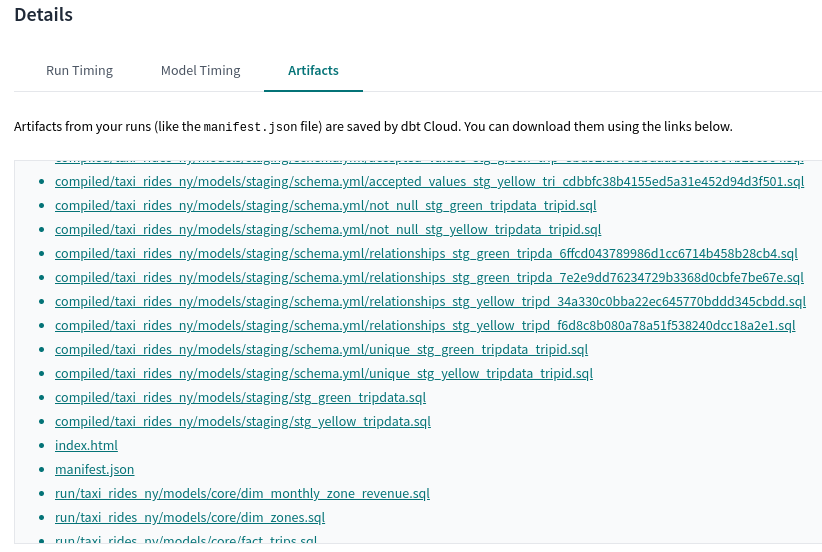 Details
Run Timing
Model Timing
Artifacts
Artifacts from your runs (like the manifest.json file) are saved by dbt Cloud. You can download them using the links below.
compiled/taxi_rides_ny/models/staging/schema.yml/accepted_values_stg_yellow_tri_cdbbfc38b4155ed5a31e452d94d3f501.sql
compiled/taxi_rides_ny/models/staging/schema.yml/not_null_stg_green_tripdata_tripid.sql
compiled/taxi_rides_ny/models/staging/schema.yml/not_null_stg_yellow_tripdata_tripid.sql
compiled/taxi_rides_ny/models/staging/schema.yml/relationships_stg_green_tripda_6ffcd043789986d1cc6714b458b28cb4.sql
compiled/taxi_rides_ny/models/staging/schema.yml/relationships_stg_green_tripda_7e2e9dd76234729b3368d0cbfe7be67e.sql
compiled/taxi_rides_ny/models/staging/schema.yml/relationships_stg_yellow_tripd_34a330c0bba22ec645770bddd345cbdd.sql
compiled/taxi_rides_ny/models/staging/schema.yml/relationships_stg_yellow_tripd_f6d8c8b080a78a51f538240dcc18a2e1.sql
compiled/taxi_rides_ny/models/staging/schema.yml/unique_stg_green_tripdata_tripid.sql
compiled/taxi_rides_ny/models/staging/schema.yml/unique_stg_yellow_tripdata_tripid.sql
compiled/taxi_rides_ny/models/staging/stg_green_tripdata.sql
compiled/taxi_rides_ny/models/staging/stg_yellow_tripdata.sql
index.html
manifest.json
run/taxi_rides_ny/models/core/dim_monthly_zone_revenue.sql
run/taxi_rides_ny/models/core/dim_zones.sql
run/taxi_rides_ny/models/core/fact_trips.sql